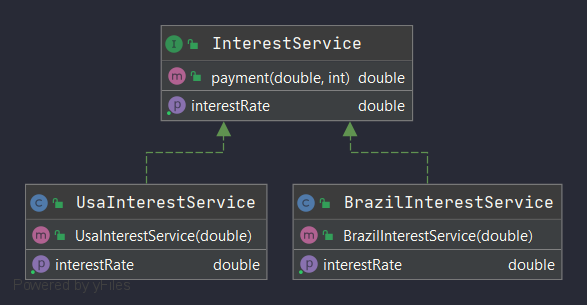 I InterestService
m payment(double, int) double
p interestRate double
C UsaInterestService
m UsaInterestService(double)
p interestRate double
C BrazilInterestService
m BrazilInterestService(double)
p interestRate double
Powered by yFiles